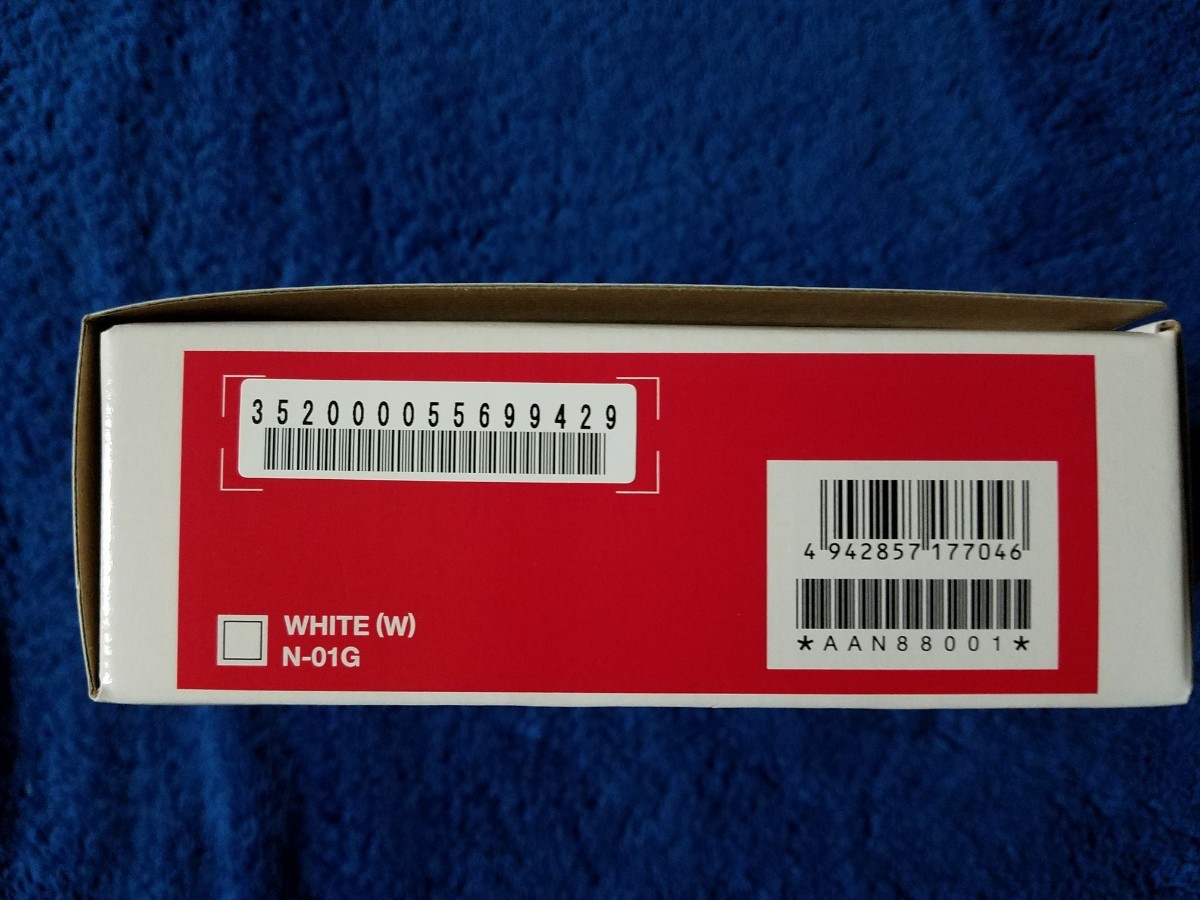 352000055699429
4 942857 177046
*AAN88001*
WHITE (W)
N-01G